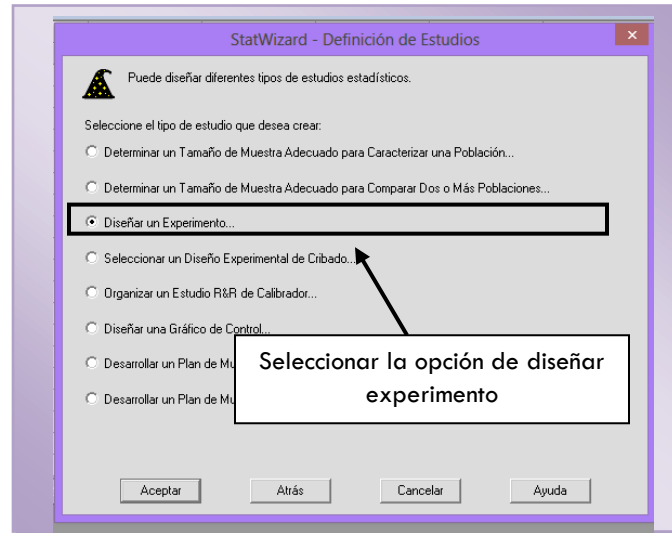 StatWizard - Definición de Estudios
Puede diseñar diferentes tipos de estudios estadísticos.
Seleccione el tipo de estudio que desea crear:
Determinar un Tamaño de Muestra Adecuado para Caracterizar una Población...
Determinar un Tamaño de Muestra Adecuado para Comparar Dos o Más Poblaciones...
Diseñar un Experimento...
Seleccionar un Diseño Experimental de Cribado...
Organizar un Estudio R&R de Calibrador...
Diseñar una Gráfico de Control...
Desarrollar un Plan de
Desarrollar un Plan de
Seleccionar la opción de diseñar
experimento
Aceptar Atrás Cancelar Ayuda